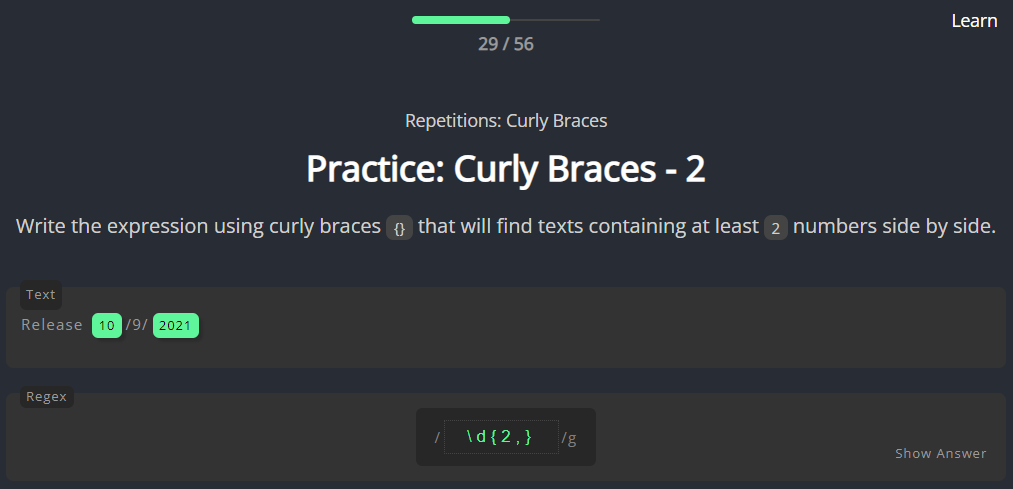 Learn
29 / 56
Repetitions: Curly Braces
Practice: Curly Braces - 2
Write the expression using curly braces {} that will find texts containing at least 2 numbers side by side.
Text
Release 10 /9/ 2021
Regex
/ \d{2,} /g
Show Answer